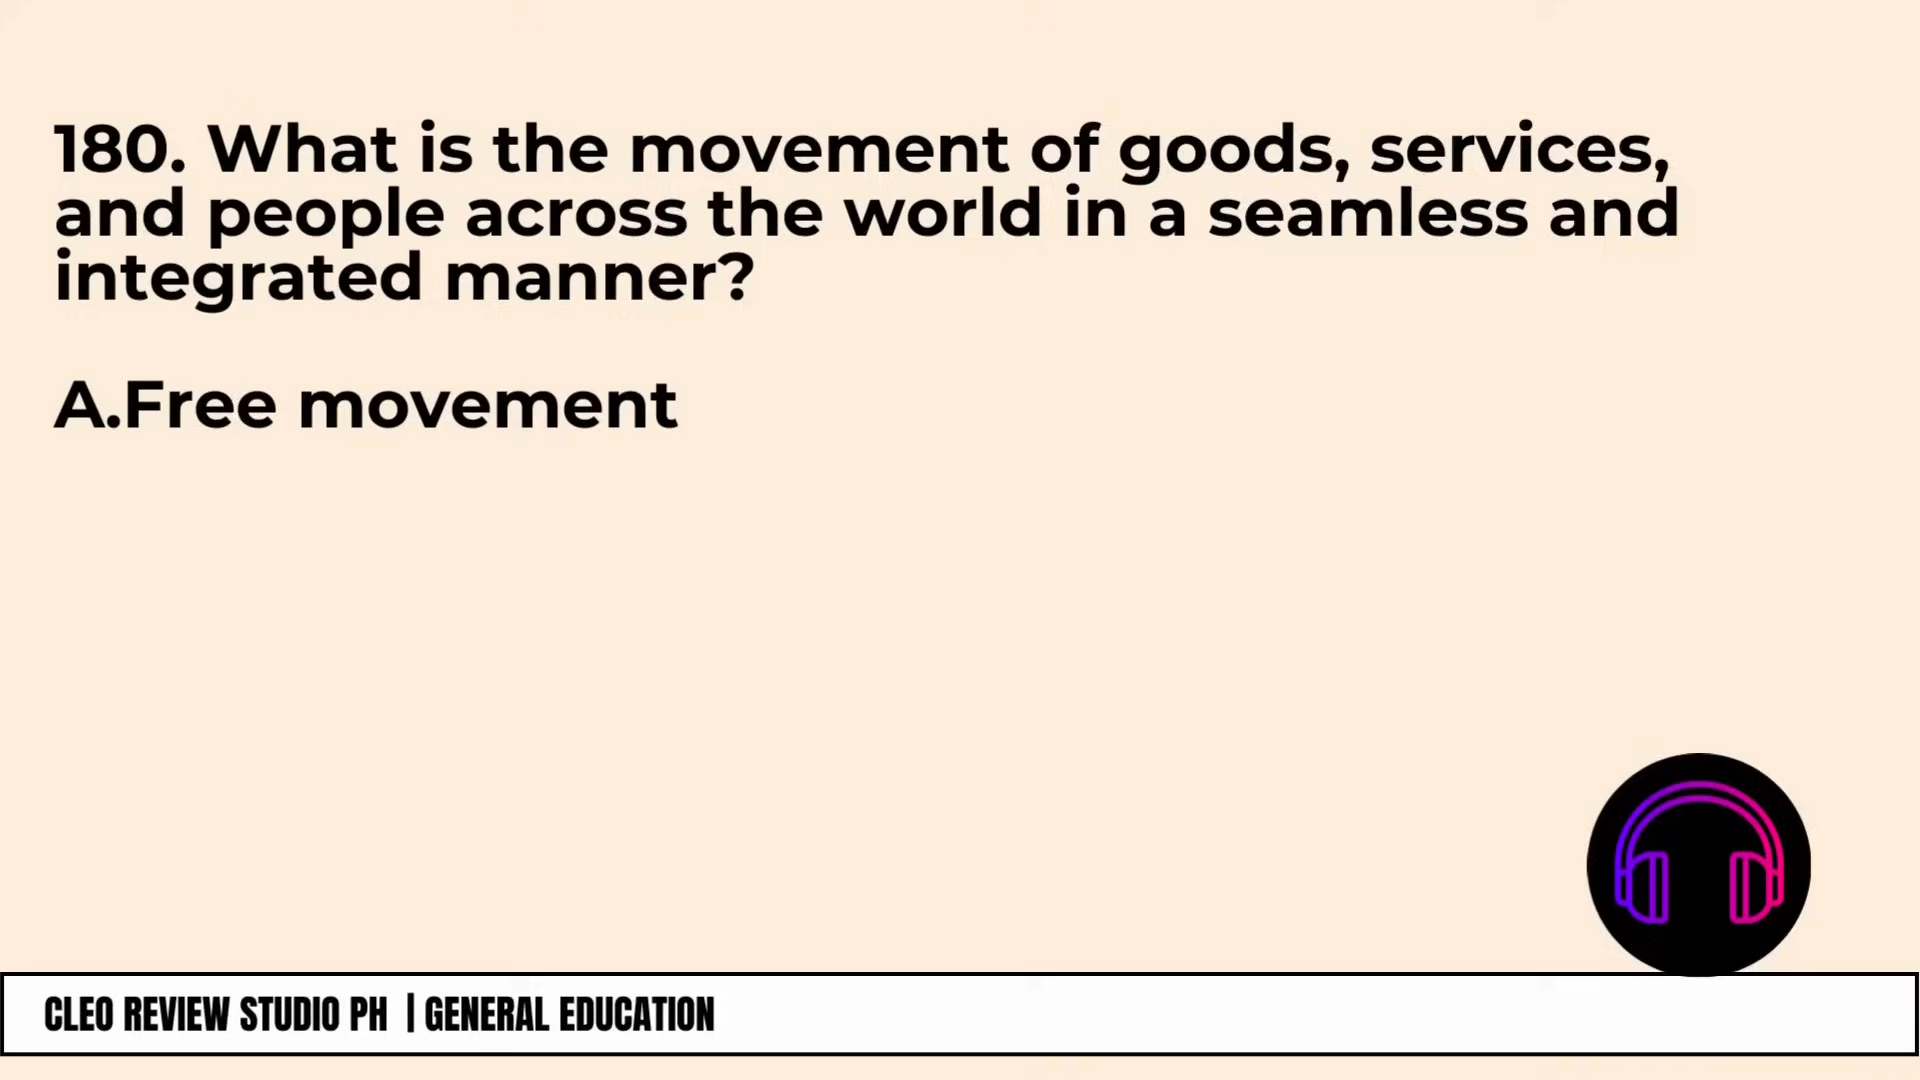 180. What is the movement of goods, services,
and people across the world in a seamless and
integrated manner?
A.Free movement
CLEO REVIEW STUDIO PH | GENERAL EDUCATION